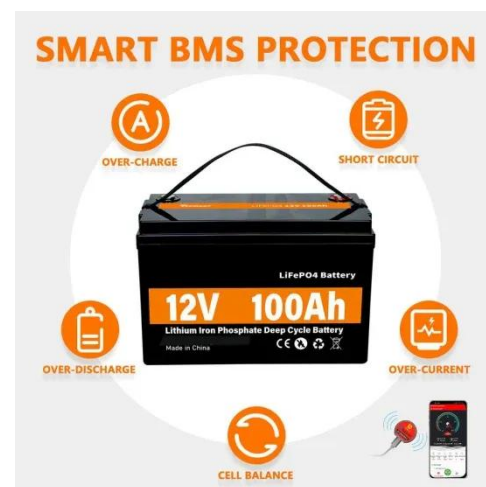 SMART BMS PROTECTION
A
OVER-CHARGE
SHORT CIRCUIT
LiFePO4 Battery
12V 100Ah
Lithium Iron Phosphate Deep Cycle Battery
Made in China
CE
OVER-DISCHARGE
OVER-CURRENT
CELL BALANCE